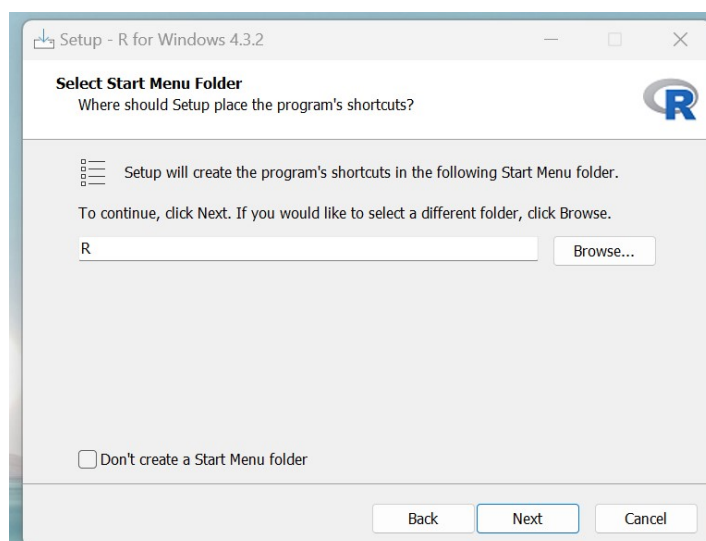 Setup - R for Windows 4.3.2
Select Start Menu Folder
Where should Setup place the program's shortcuts?
R
Setup will create the program's shortcuts in the following Start Menu folder.
To continue, click Next. If you would like to select a different folder, click Browse.
R
Browse...
Don't create a Start Menu folder
Back
Next
Cancel